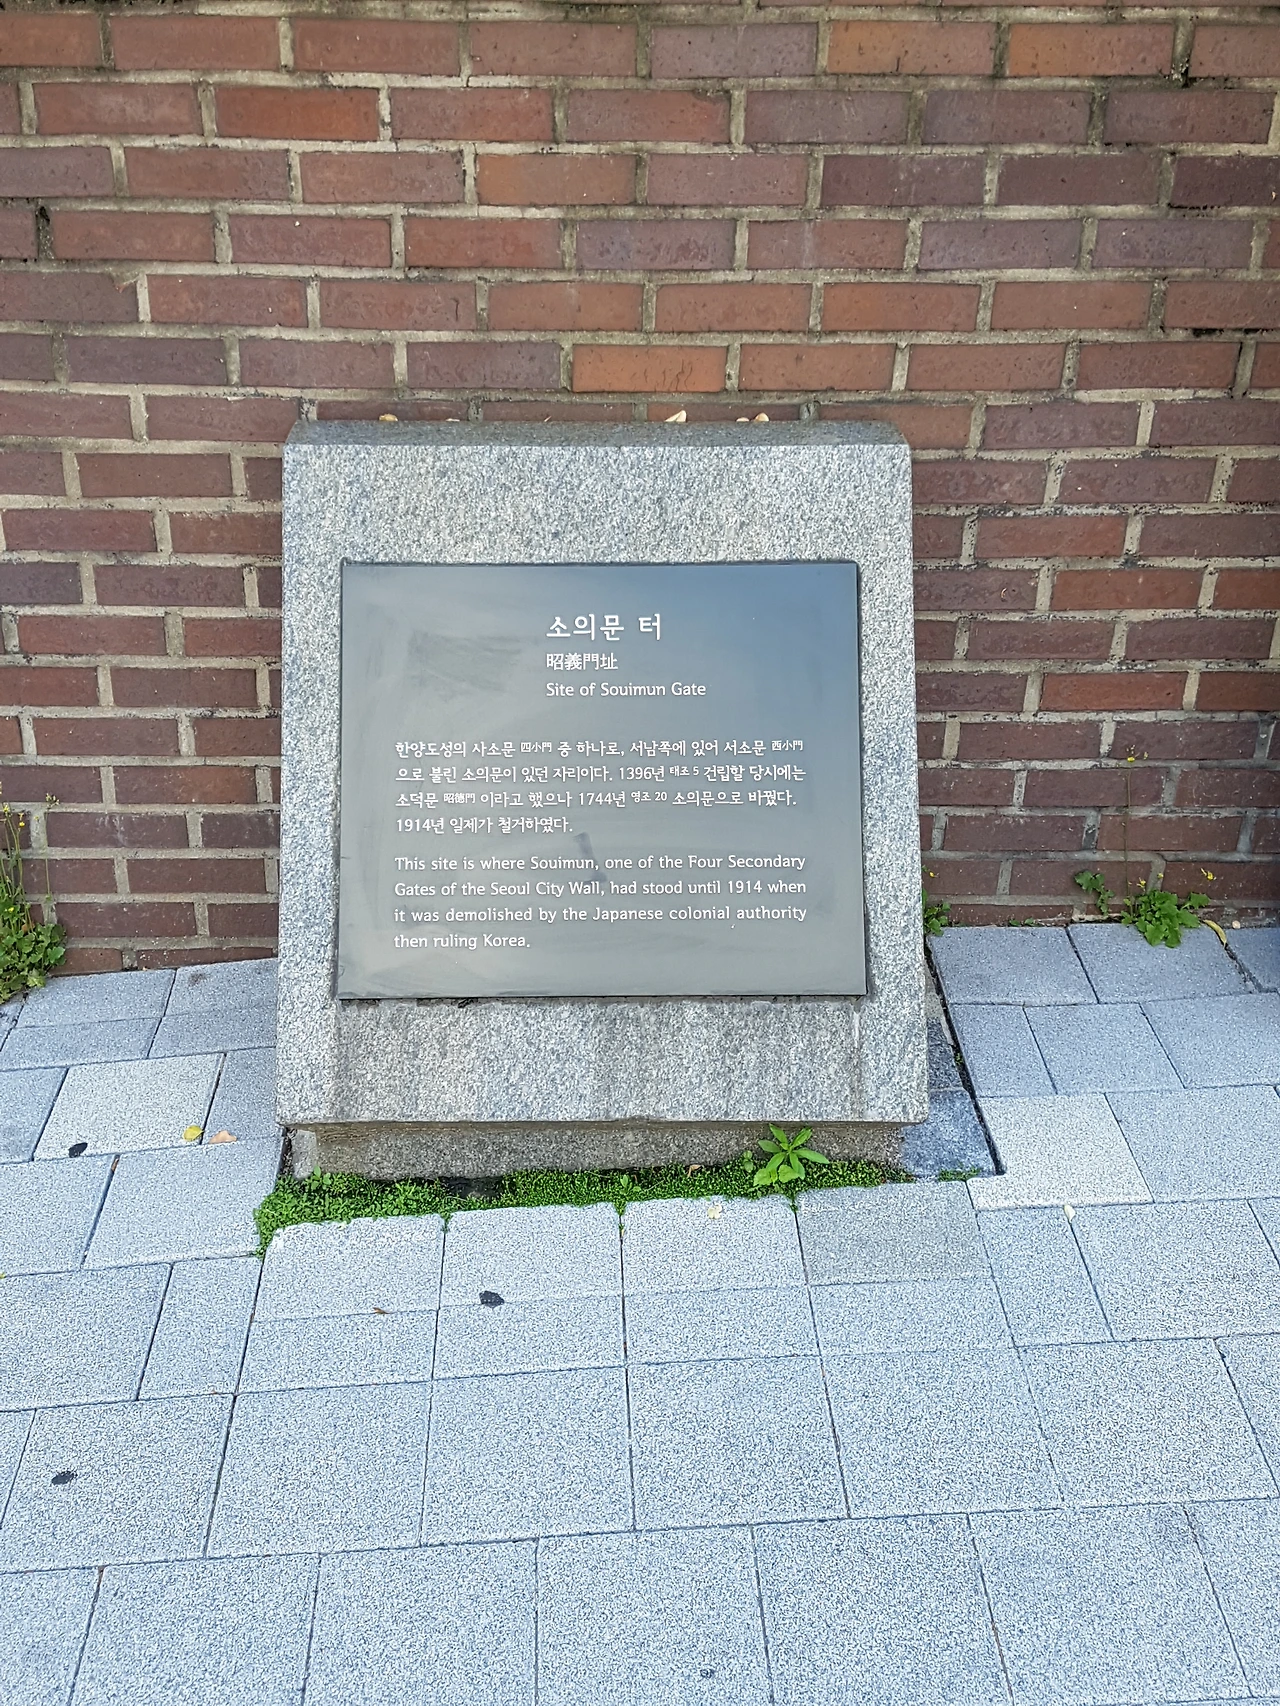 소의문 터
昭義門址
Site of Souimun Gate
한양도성의 사소문 四小門 중 하나로, 서남쪽에 있어 서소문 西小門
으로 불린 소의문이 있던 자리이다. 1396년 태조 5 건립할 당시에는
소덕문 昭德門 이라고 했으나 1744년 영조 20 소의문으로 바꿨다.
1914년 일제가 철거하였다.
This site is where Souimun, one of the Four Secondary
Gates of the Seoul City Wall, had stood until 1914 when
it was demolished by the Japanese colonial authority
then ruling Korea.